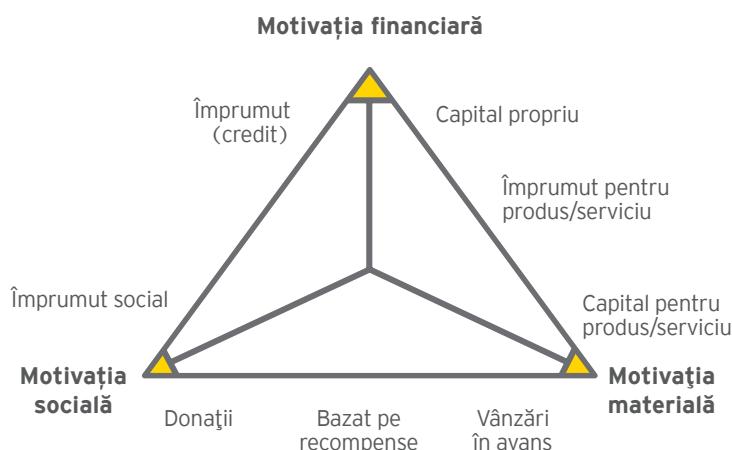 Motivația financiară
Împrumut
(credit)
Capital propriu
Împrumut pentru
produs/serviciu
Împrumut social
Capital pentru
produs/serviciu
Motivația
socială
Motivaţia
materială
Donaţii
Bazat pe
recompense
Vânzări
în avans